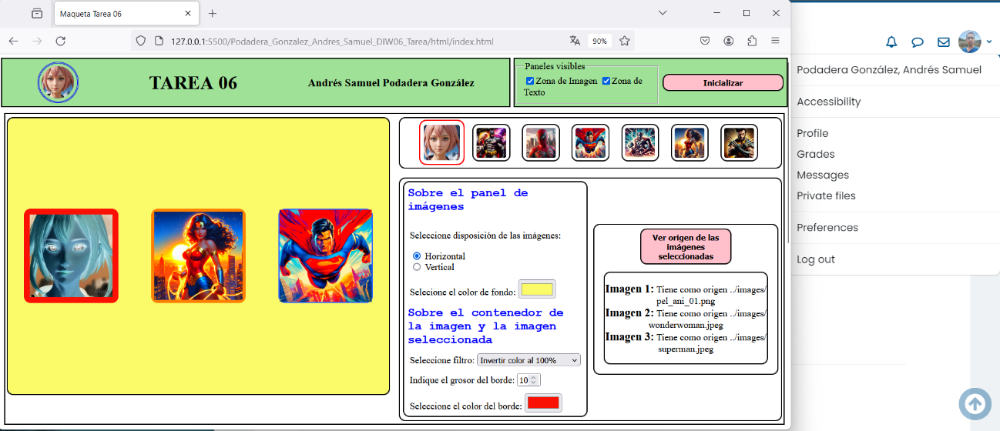 Maqueta Tarea 06
127.0.0.1:5500/Podadera_Gonzalez_Andres_Samuel_DIW06_Tarea/html/index.html
90%
TAREA 06
Andrés Samuel Podadera González
Paneles visibles
Zona de Imagen Zona de
Texto
Inicializar
Sobre el panel de
imágenes
Seleccione disposición de las imágenes:
Horizontal
Vertical
Selecione el color de fondo:
Sobre el contenedor de
la imagen y la imagen
seleccionada
Seleccione filtro: Invertir color al 100%
Indique el grosor del borde: 10
Seleccione el color del borde:
Ver origen de las
imágenes
seleccionadas
Imagen 1: Tiene como origen ../images/
pel_ani_01.png
Imagen 2: Tiene como origen ../images/
wonderwoman.jpeg
Imagen 3: Tiene como origen ../images/
superman.jpeg
Podadera González, Andrés Samuel
Accessibility
Profile
Grades
Messages
Private files
Preferences
Log out